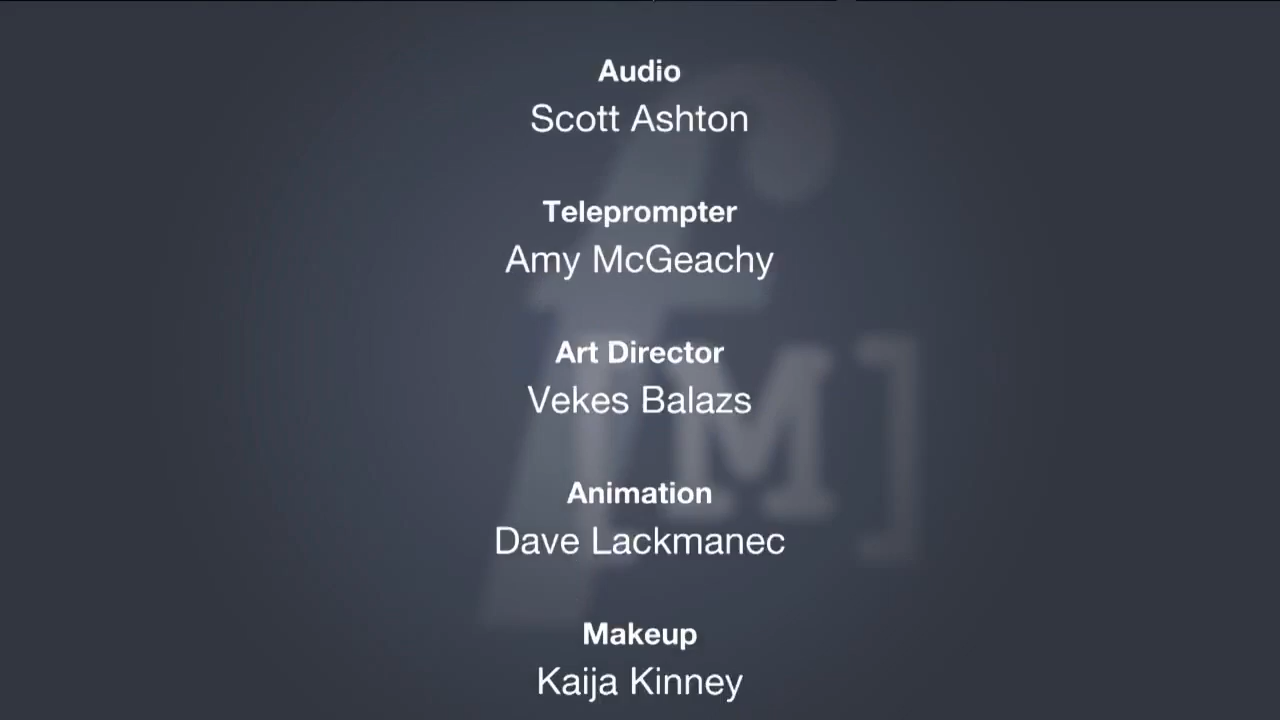 Audio
Scott Ashton
Teleprompter
Amy McGeachy
Art Director
Vekes Balazs
Animation
Dave Lackmanec
Makeup
Kaija Kinney
f[M]